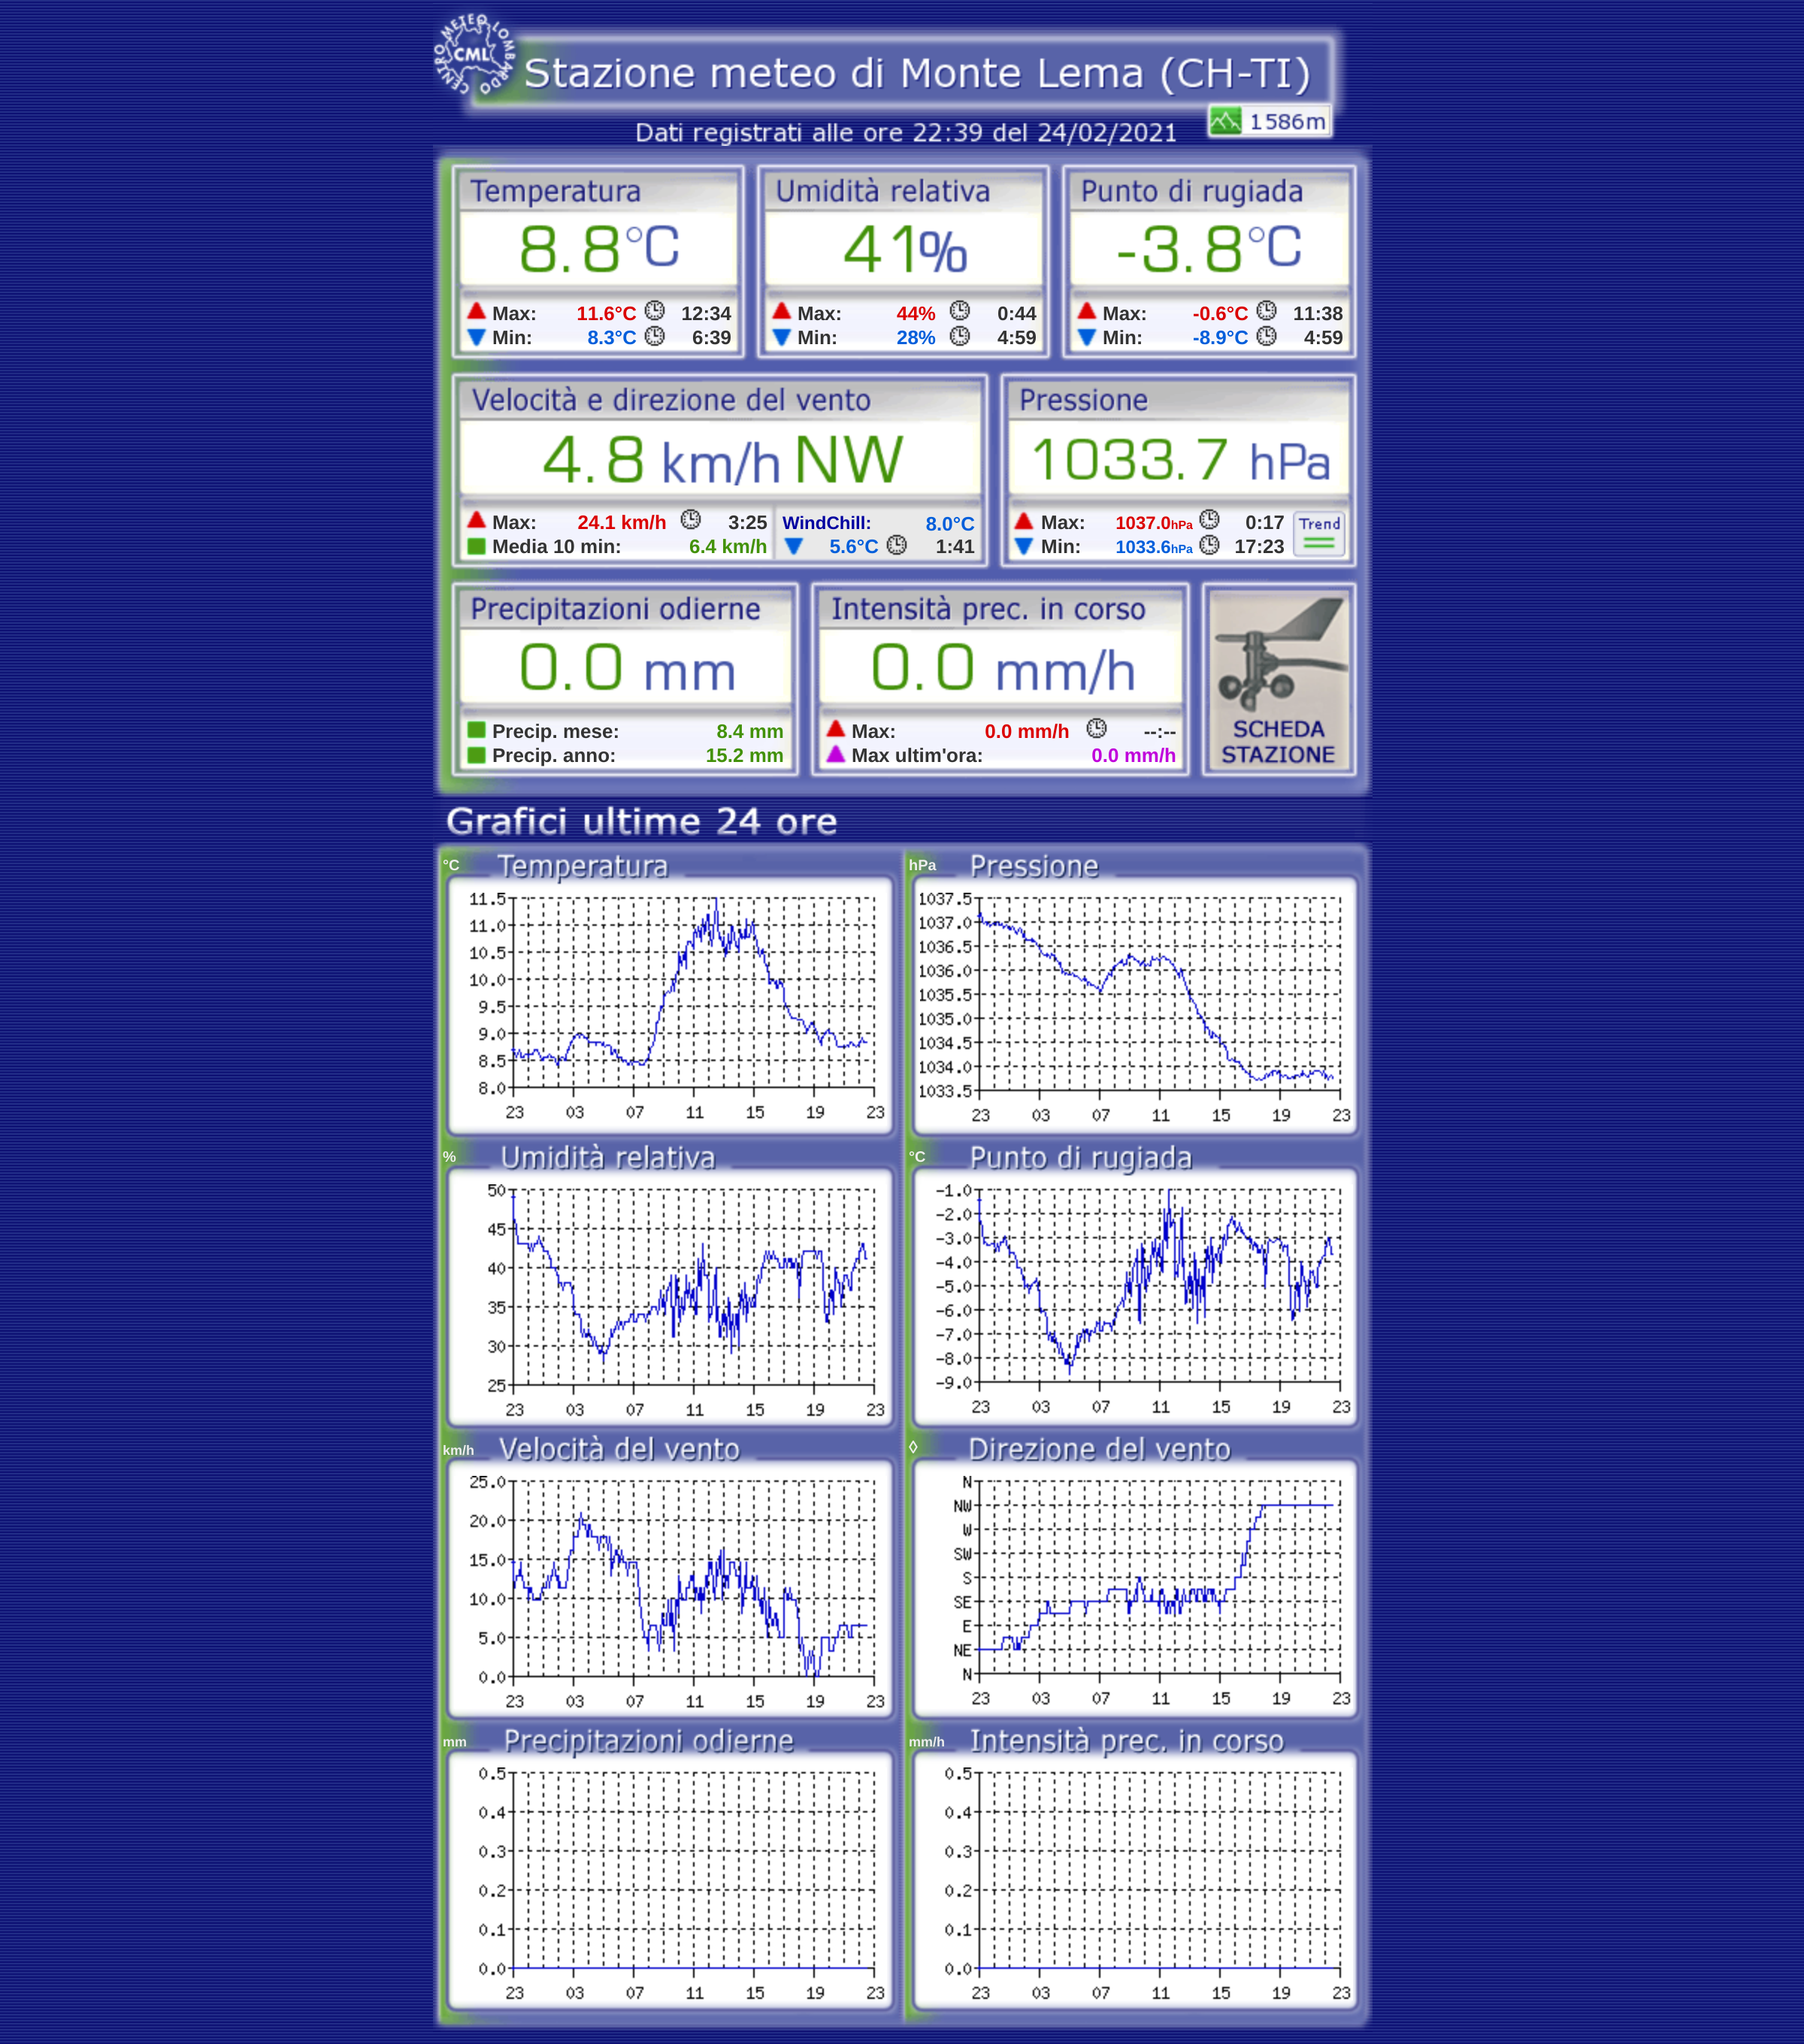 CENTRO METEO LOMBARDO
CML
Stazione meteo di Monte Lema (CH-TI)
1586m
Dati registrati alle ore 22:39 del 24/02/2021
Temperatura Umidità relativa Punto di rugiada
8.8°C 41% -3.8°C
Max: 11.6°C 12:34 Max: 44% 0:44 Max: -0.6°C 11:38
Min: 8.3°C 6:39 Min: 28% 4:59 Min: -8.9°C 4:59
Velocità e direzione del vento Pressione
4.8 km/h NW 1033.7 hPa
Max: 24.1 km/h 3:25 WindChill: 8.0°C Max: 1037.0hPa 0:17 Trend
Media 10 min: 6.4 km/h 5.6°C 1:41 Min: 1033.6hPa 17:23
Precipitazioni odierne Intensità prec. in corso
0.0 mm 0.0 mm/h
Precip. mese: 8.4 mm Max: 0.0 mm/h --:-- SCHEDA
Precip. anno: 15.2 mm Max ultim'ora: 0.0 mm/h STAZIONE
Grafici ultime 24 ore
°C Temperatura
11.5
11.0
10.5
10.0
9.5
9.0
8.5
8.0
23 03 07 11 15 19 23
hPa Pressione
1037.5
1037.0
1036.5
1036.0
1035.5
1035.0
1034.5
1034.0
1033.5
23 03 07 11 15 19 23
% Umidità relativa
50
45
40
35
30
25
23 03 07 11 15 19 23
°C Punto di rugiada
-1.0
-2.0
-3.0
-4.0
-5.0
-6.0
-7.0
-8.0
-9.0
23 03 07 11 15 19 23
km/h Velocità del vento
25.0
20.0
15.0
10.0
5.0
0.0
23 03 07 11 15 19 23
◊ Direzione del vento
N
NW
W
SW
S
SE
E
NE
N
23 03 07 11 15 19 23
mm Precipitazioni odierne
0.5
0.4
0.3
0.2
0.1
0.0
23 03 07 11 15 19 23
mm/h Intensità prec. in corso
0.5
0.4
0.3
0.2
0.1
0.0
23 03 07 11 15 19 23